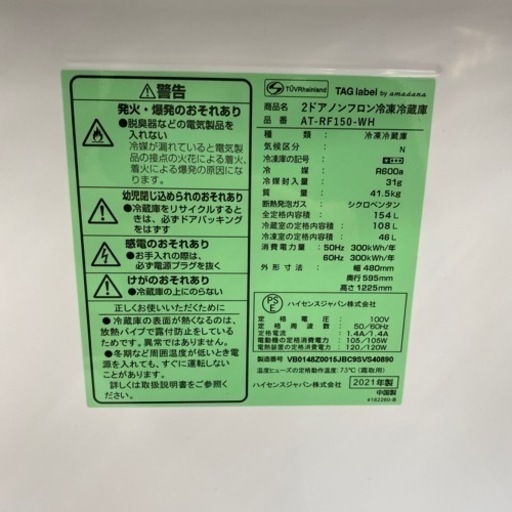 警告
発火・爆発のおそれあり
●脱臭器などの電気製品を
入れない
冷媒が漏れていると電気製
品の接点の火花による着火、
着火による爆発の原因に
なります。
幼児閉じ込められのおそれあり
●冷蔵庫をリサイクルすると
きは、必ずドアパッキング
をはずす
感電のおそれあり
●お手入れの際は、
必ず電源プラグを抜く
けがのおそれあり
●冷蔵庫の上にのらない
正しくお使いいただくために
●冷蔵庫の表面が熱くなるのは、
放熱パイプで露付防止をしているた
めです。異常ではありません。
●冬期など周囲温度が低いとき電
源を入れても、すぐに運転しない
ことがあります。
詳しくは取扱説明書をご参照く
ださい。
TÜVRheinland TAG label by amadana
商品名 2ドアノンフロン冷凍冷蔵庫
品番 AT-RF150-WH
種類 冷凍冷蔵庫
気候区分 N
冷凍庫の記号
冷媒 R600a
冷媒封入量 31g
質量 41.5kg
断熱発泡ガス シクロペンタン
全定格内容積 154L
冷蔵室の定格内容積 108L
冷凍室の定格内容積 46L
消費電力量 50Hz 300kWh/年
60Hz 300kWh/年
外形寸法 幅 480mm
奥行 595mm
高さ 1225mm
PSE ハイセンスジャパン株式会社
定格電圧 100V
定格周波数 50/60Hz
定格電流 1.4A/1.4A
電動機の定格消費電力 105/105W
電熱装置の定格消費電力 120/120W
製造番号 VB0148Z0015JBC9SVS40890
温度ヒューズの定格動作温度:73℃(霜取用)
ハイセンスジャパン株式会社 2021年製
中国製
4182260-B